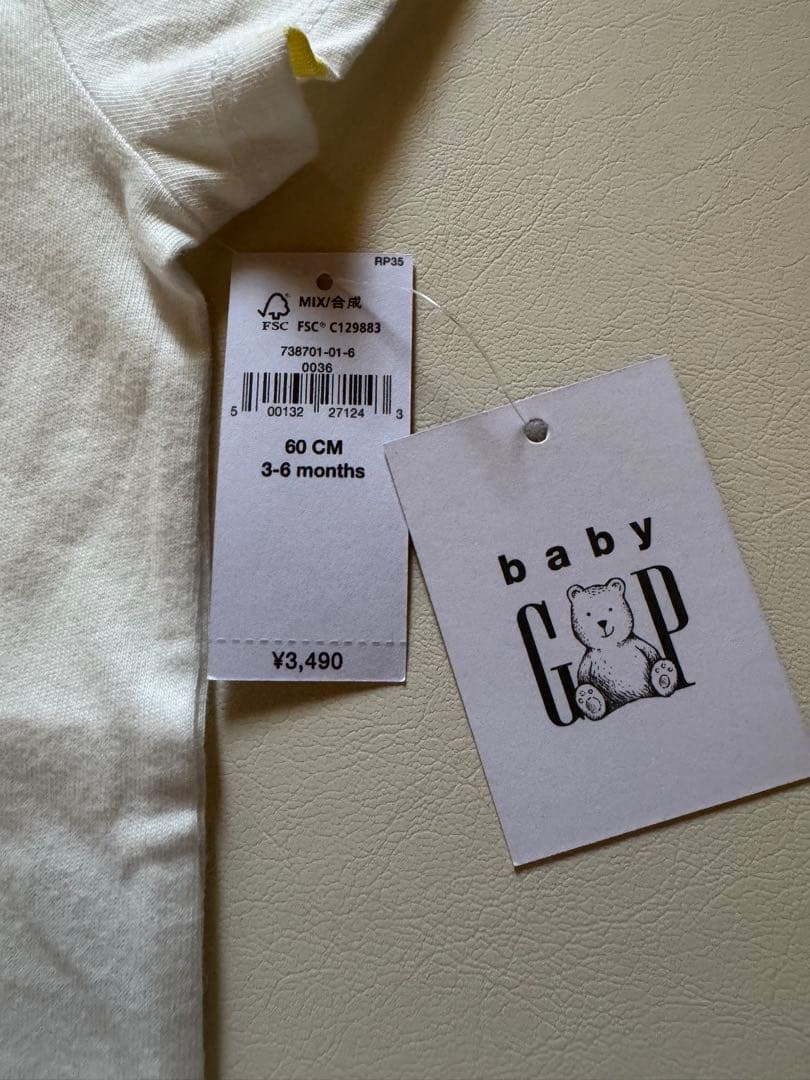 RP35
MIX/合成
FSC
FSC® C129883
738701-01-6
0036
5 00132 27124 3
60 CM
3-6 months
¥3,490
baby
GAP